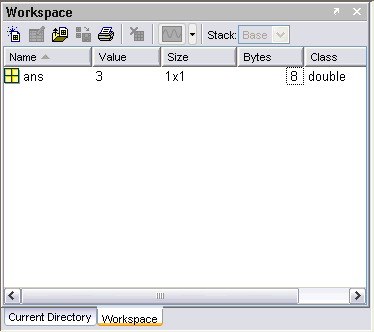 Workspace
Stack: Base
Name Value Size Bytes Class
ans 3 1x1 8 double
Current Directory Workspace